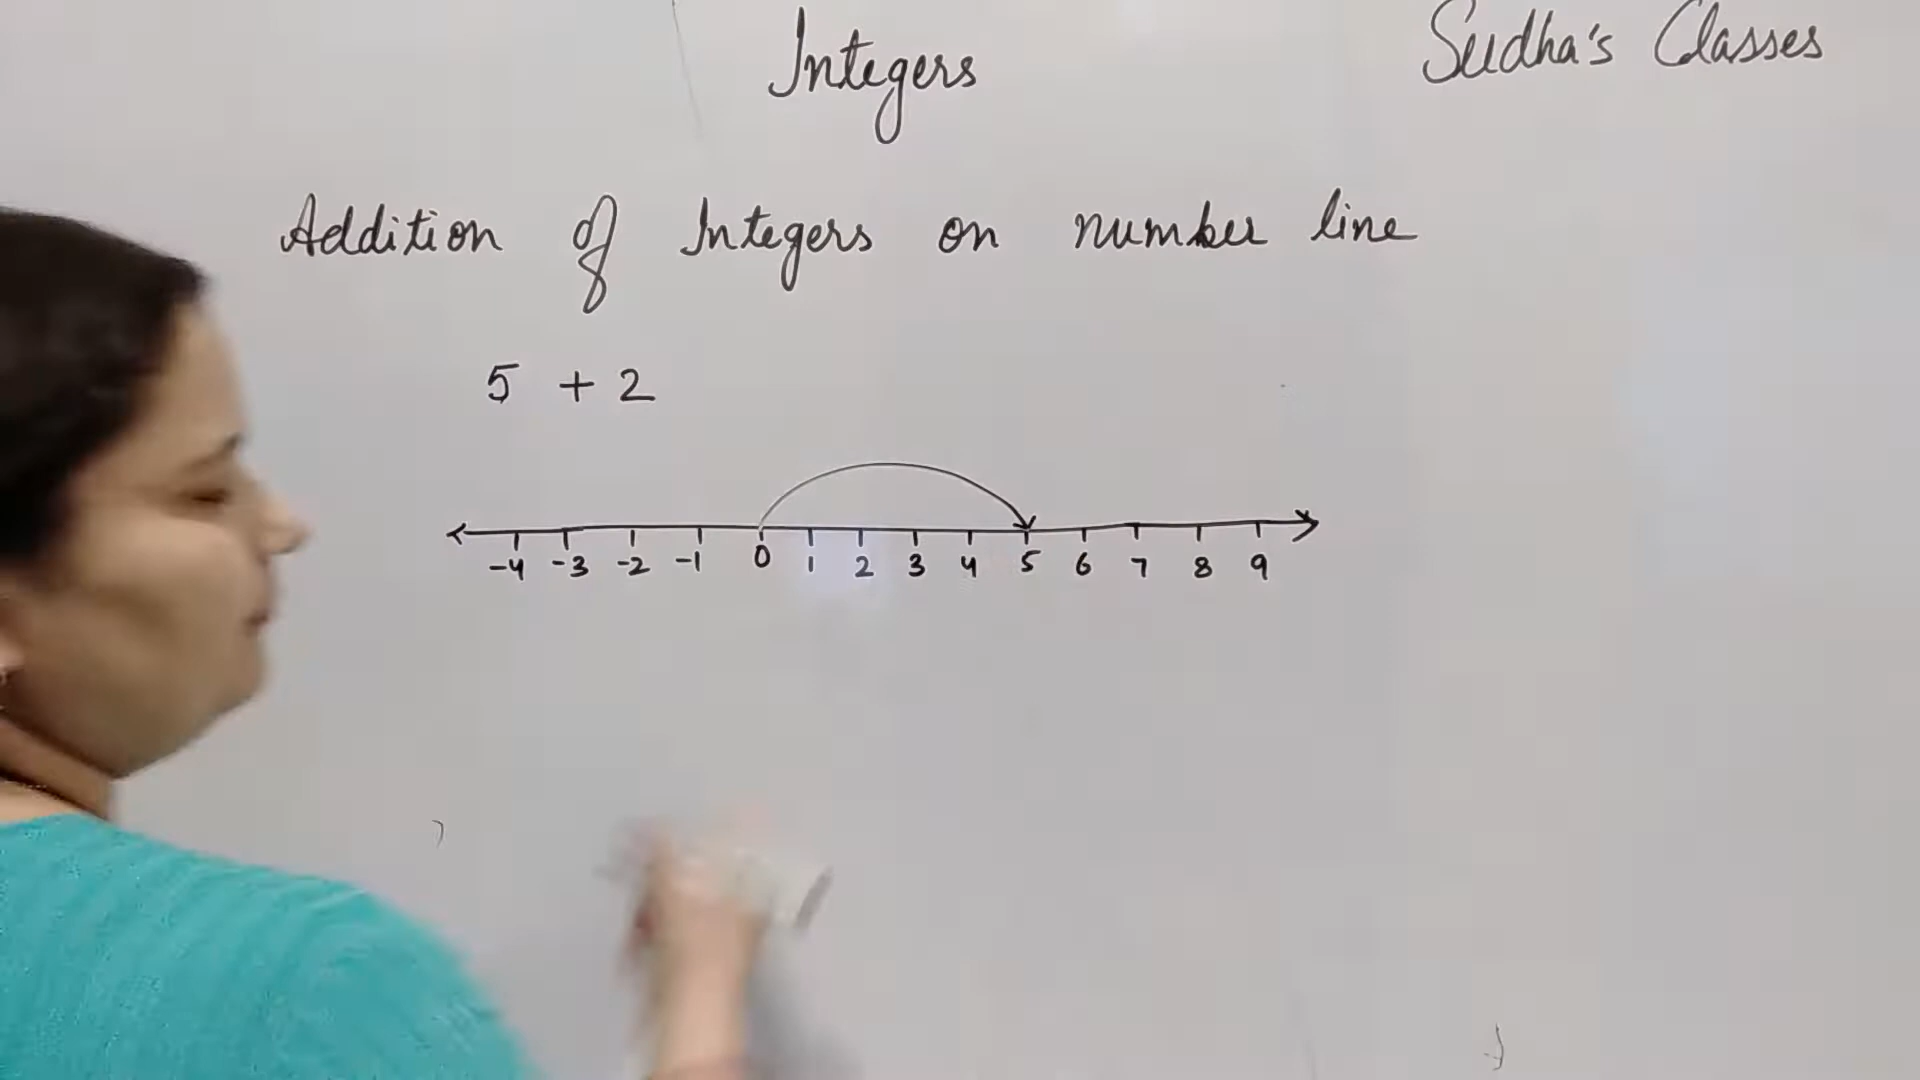 Integers
Sudha's Classes
Addition of Integers on number line
5 + 2
-4 -3 -2 -1 0 1 2 3 4 5 6 7 8 9